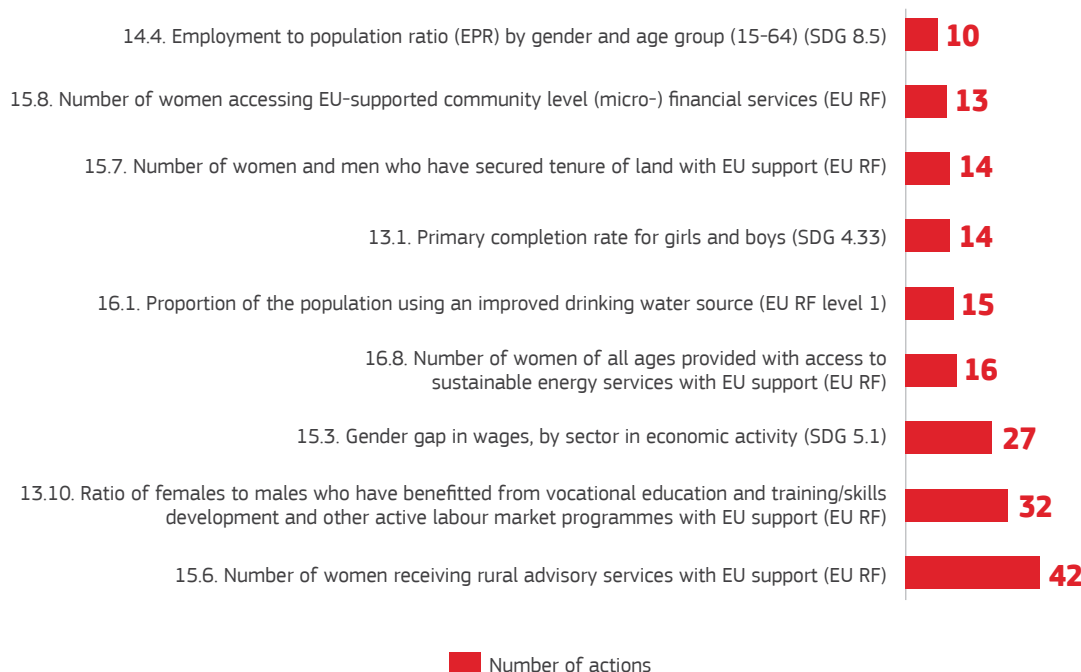 14.4. Employment to population ratio (EPR) by gender and age group (15-64) (SDG 8.5) 10
15.8. Number of women accessing EU-supported community level (micro-) financial services (EU RF) 13
15.7. Number of women and men who have secured tenure of land with EU support (EU RF) 14
13.1. Primary completion rate for girls and boys (SDG 4.33) 14
16.1. Proportion of the population using an improved drinking water source (EU RF level 1) 15
16.8. Number of women of all ages provided with access to
sustainable energy services with EU support (EU RF) 16
15.3. Gender gap in wages, by sector in economic activity (SDG 5.1) 27
13.10. Ratio of females to males who have benefitted from vocational education and training/skills
development and other active labour market programmes with EU support (EU RF) 32
15.6. Number of women receiving rural advisory services with EU support (EU RF) 42
Number of actions